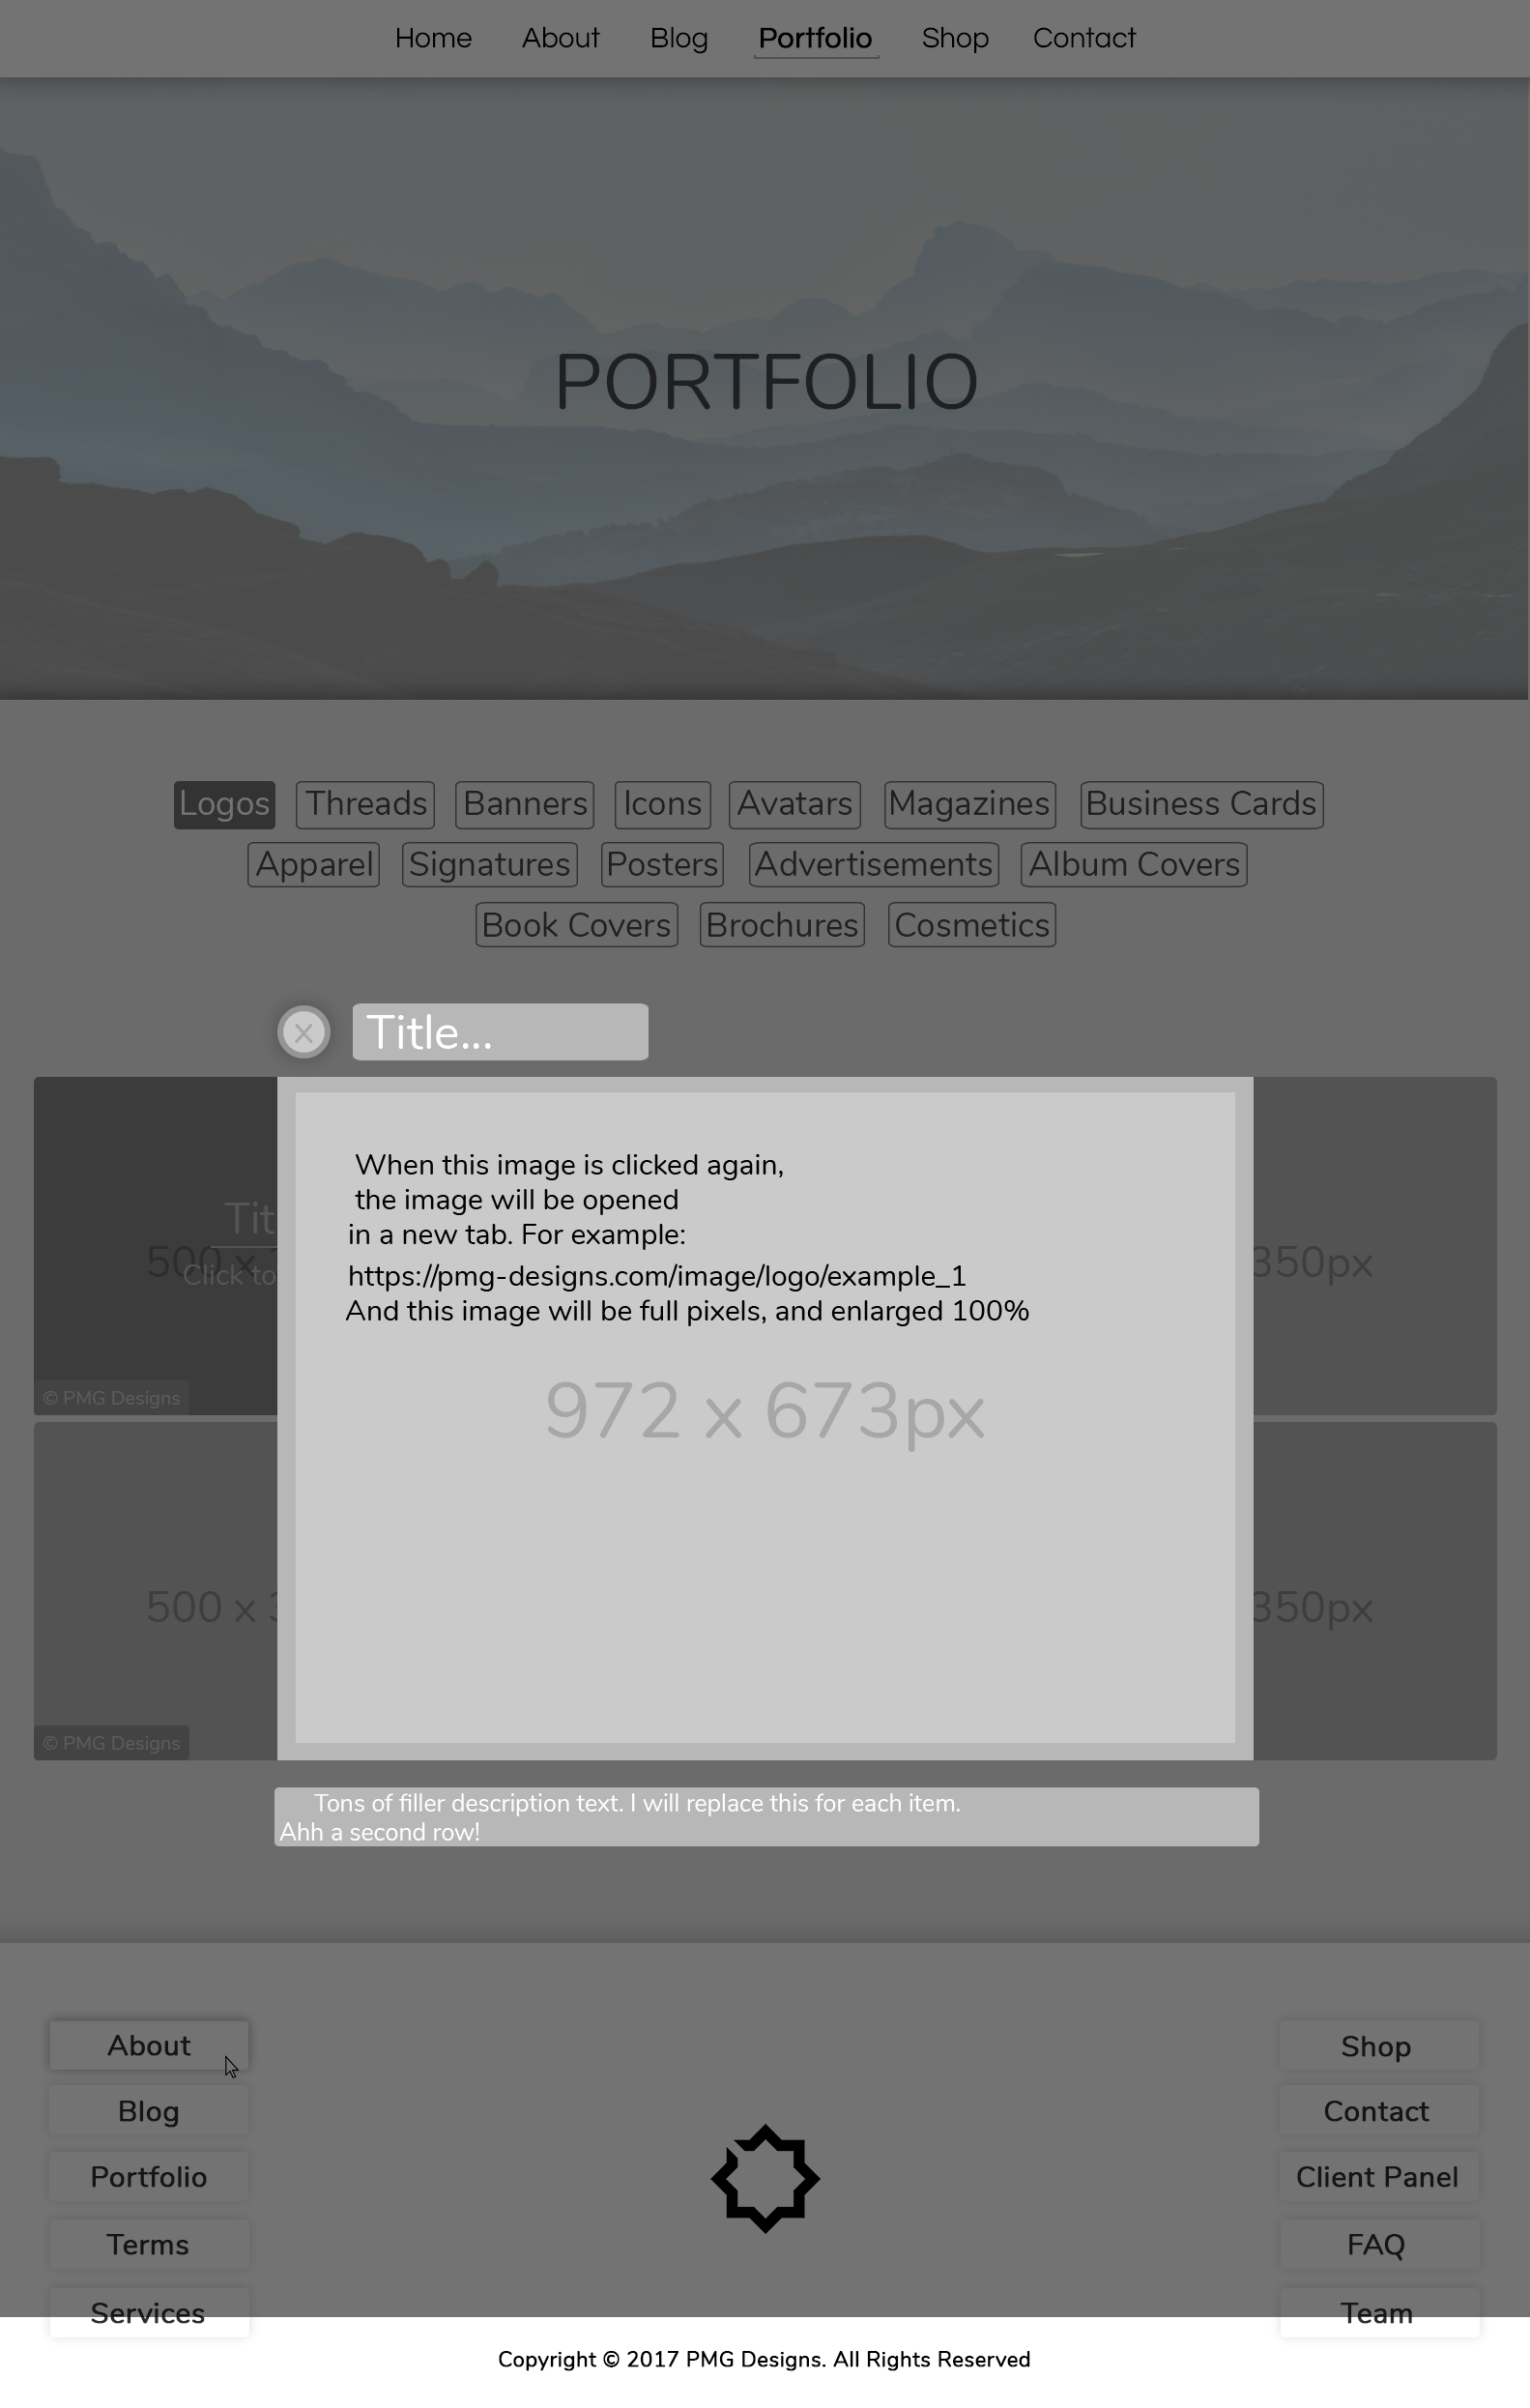 Home About Blog Portfolio Shop Contact
PORTFOLIO
Logos Threads Banners Icons Avatars Magazines Business Cards
Apparel Signatures Posters Advertisements Album Covers
Book Covers Brochures Cosmetics
x Title...
When this image is clicked again,
the image will be opened
in a new tab. For example:
https://pmg-designs.com/image/logo/example_1
And this image will be full pixels, and enlarged 100%
972 x 673px
Tit
500 x
Click to
350px
© PMG Designs
500 x 3
350px
© PMG Designs
Tons of filler description text. I will replace this for each item.
Ahh a second row!
About
Blog
Portfolio
Terms
Services
Shop
Contact
Client Panel
FAQ
Team
Copyright © 2017 PMG Designs. All Rights Reserved